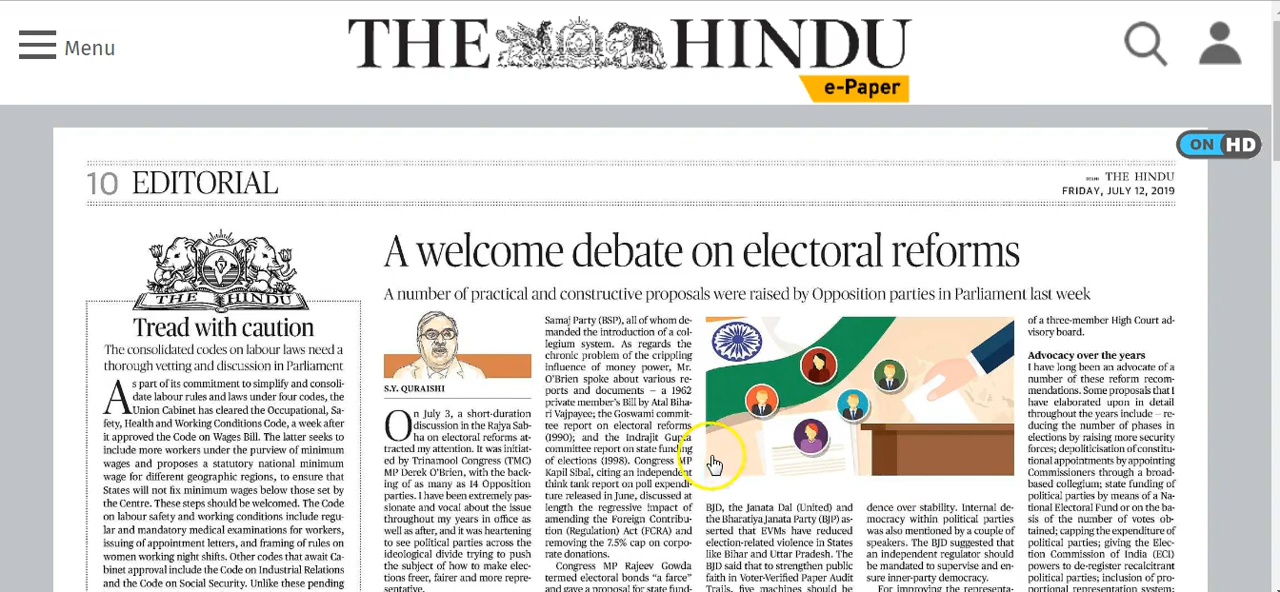 Menu
THE HINDU
e-Paper
ON HD
10 EDITORIAL
THE HINDU
FRIDAY, JULY 12, 2019
THE HINDU
Tread with caution
The consolidated codes on labour laws need a
thorough vetting and discussion in Parliament
As part of its commitment to simplify and consoli-
date labour rules and laws under four codes, the
Union Cabinet has cleared the Occupational, Sa-
fety, Health and Working Conditions Code, a week after
it approved the Code on Wages Bill. The latter seeks to
include more workers under the purview of minimum
wages and proposes a statutory national minimum
wage for different geographic regions, to ensure that
States will not fix minimum wages below those set by
the Centre. These steps should be welcomed. The Code
on labour safety and working conditions include regu-
lar and mandatory medical examinations for workers,
issuing of appointment letters, and framing of rules on
women working night shifts. Other codes that await Ca-
binet approval include the Code on Industrial Relations
and the Code on Social Security. Unlike these pending
A welcome debate on electoral reforms
A number of practical and constructive proposals were raised by Opposition parties in Parliament last week
S.Y. QURAISHI
On July 3, a short-duration
discussion in the Rajya Sab-
ha on electoral reforms at-
tracted my attention. It was initiat-
ed by Trinamool Congress (TMC)
MP Derek O'Brien, with the back-
ing of as many as 14 Opposition
parties. I have been extremely pas-
sionate and vocal about the issue
throughout my years in office as
well as after, and it was heartening
to see political parties across the
ideological divide trying to push
the subject of how to make elec-
tions freer, fairer and more repre-
sentative.
Samaj Party (BSP), all of whom de-
manded the introduction of a col-
legium system. As regards the
chronic problem of the crippling
influence of money power, Mr.
O'Brien spoke about various re-
ports and documents – a 1962
private member's Bill by Atal Biha-
ri Vajpayee; the Goswami commit-
tee report on electoral reforms
(1990); and the Indrajit Gupta
committee report on state funding
of elections (1998). Congress MP
Kapil Sibal, citing an independent
think tank report on poll expendi-
ture released in June, discussed at
length the regressive impact of
amending the Foreign Contribu-
tion (Regulation) Act (FCRA) and
removing the 7.5% cap on corpo-
rate donations.
Congress MP Rajeev Gowda
termed electoral bonds “a farce”
and gave a proposal for state fund-
BJD, the Janata Dal (United) and
the Bharatiya Janata Party (BJP) as-
serted that EVMs have reduced
election-related violence in States
like Bihar and Uttar Pradesh. The
BJD said that to strengthen public
faith in Voter-Verified Paper Audit
Trails, five machines should be
dence over stability. Internal de-
mocracy within political parties
was also mentioned by a couple of
speakers. The BJD suggested that
an independent regulator should
be mandated to supervise and en-
sure inner-party democracy.
For improving the representa-
of a three-member High Court ad-
visory board.
Advocacy over the years
I have long been an advocate of a
number of these reform recom-
mendations. Some proposals that I
have elaborated upon in detail
throughout the years include – re-
ducing the number of phases in
elections by raising more security
forces; depoliticisation of constitu-
tional appointments by appointing
Commissioners through a broad-
based collegium; state funding of
political parties by means of a Na-
tional Electoral Fund or on the ba-
sis of the number of votes ob-
tained; capping the expenditure of
political parties; giving the Elec-
tion Commission of India (ECI)
powers to de-register recalcitrant
political parties; inclusion of pro-
portional representation system;